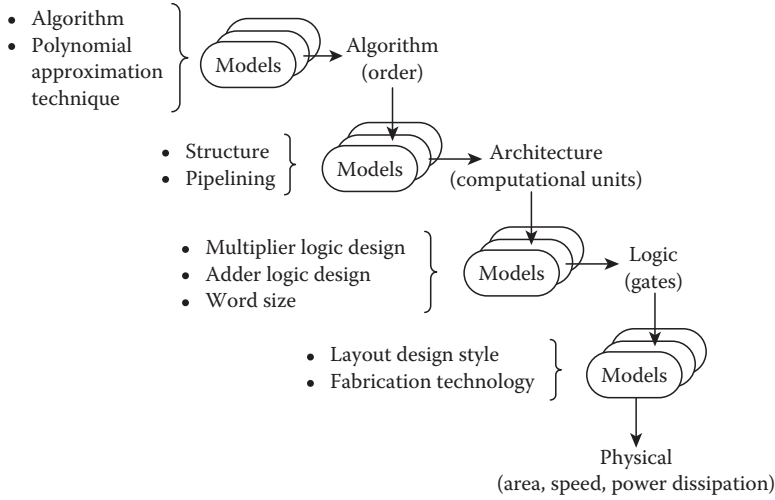 • Algorithm
• Polynomial
approximation
technique
Models
Algorithm
(order)
• Structure
• Pipelining
Models
Architecture
(computational units)
• Multiplier logic design
• Adder logic design
• Word size
Models
Logic
(gates)
• Layout design style
• Fabrication technology
Models
Physical
(area, speed, power dissipation)